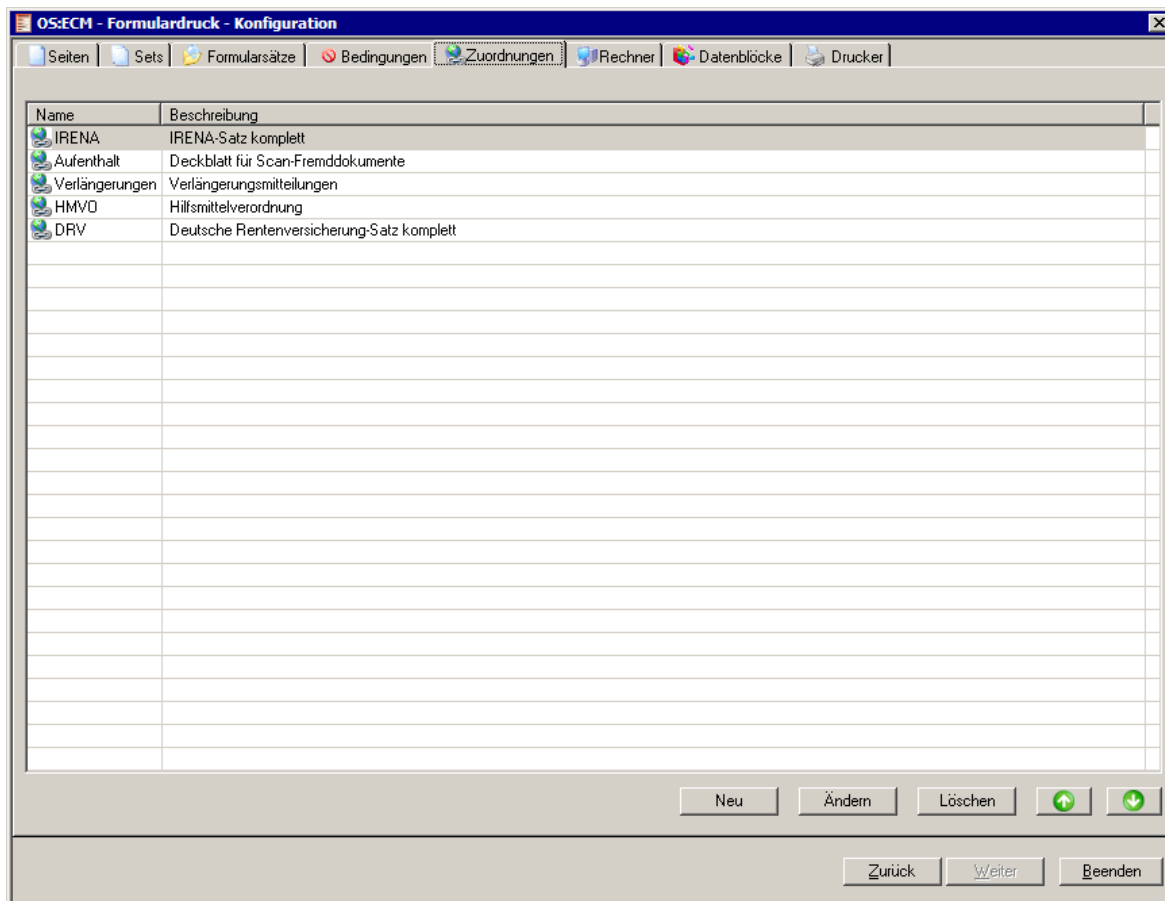 OS:ECM - Formulardruck - Konfiguration
Seiten Sets Formularsätze Bedingungen Zuordnungen Rechner Datenblöcke Drucker
Name Beschreibung
IRENA IRENA-Satz komplett
Aufenthalt Deckblatt für Scan-Fremddokumente
Verlängerungen Verlängerungsmitteilungen
HMVO Hilfsmittelverordnung
DRV Deutsche Rentenversicherung-Satz komplett
Neu Ändern Löschen
Zurück Weiter Beenden